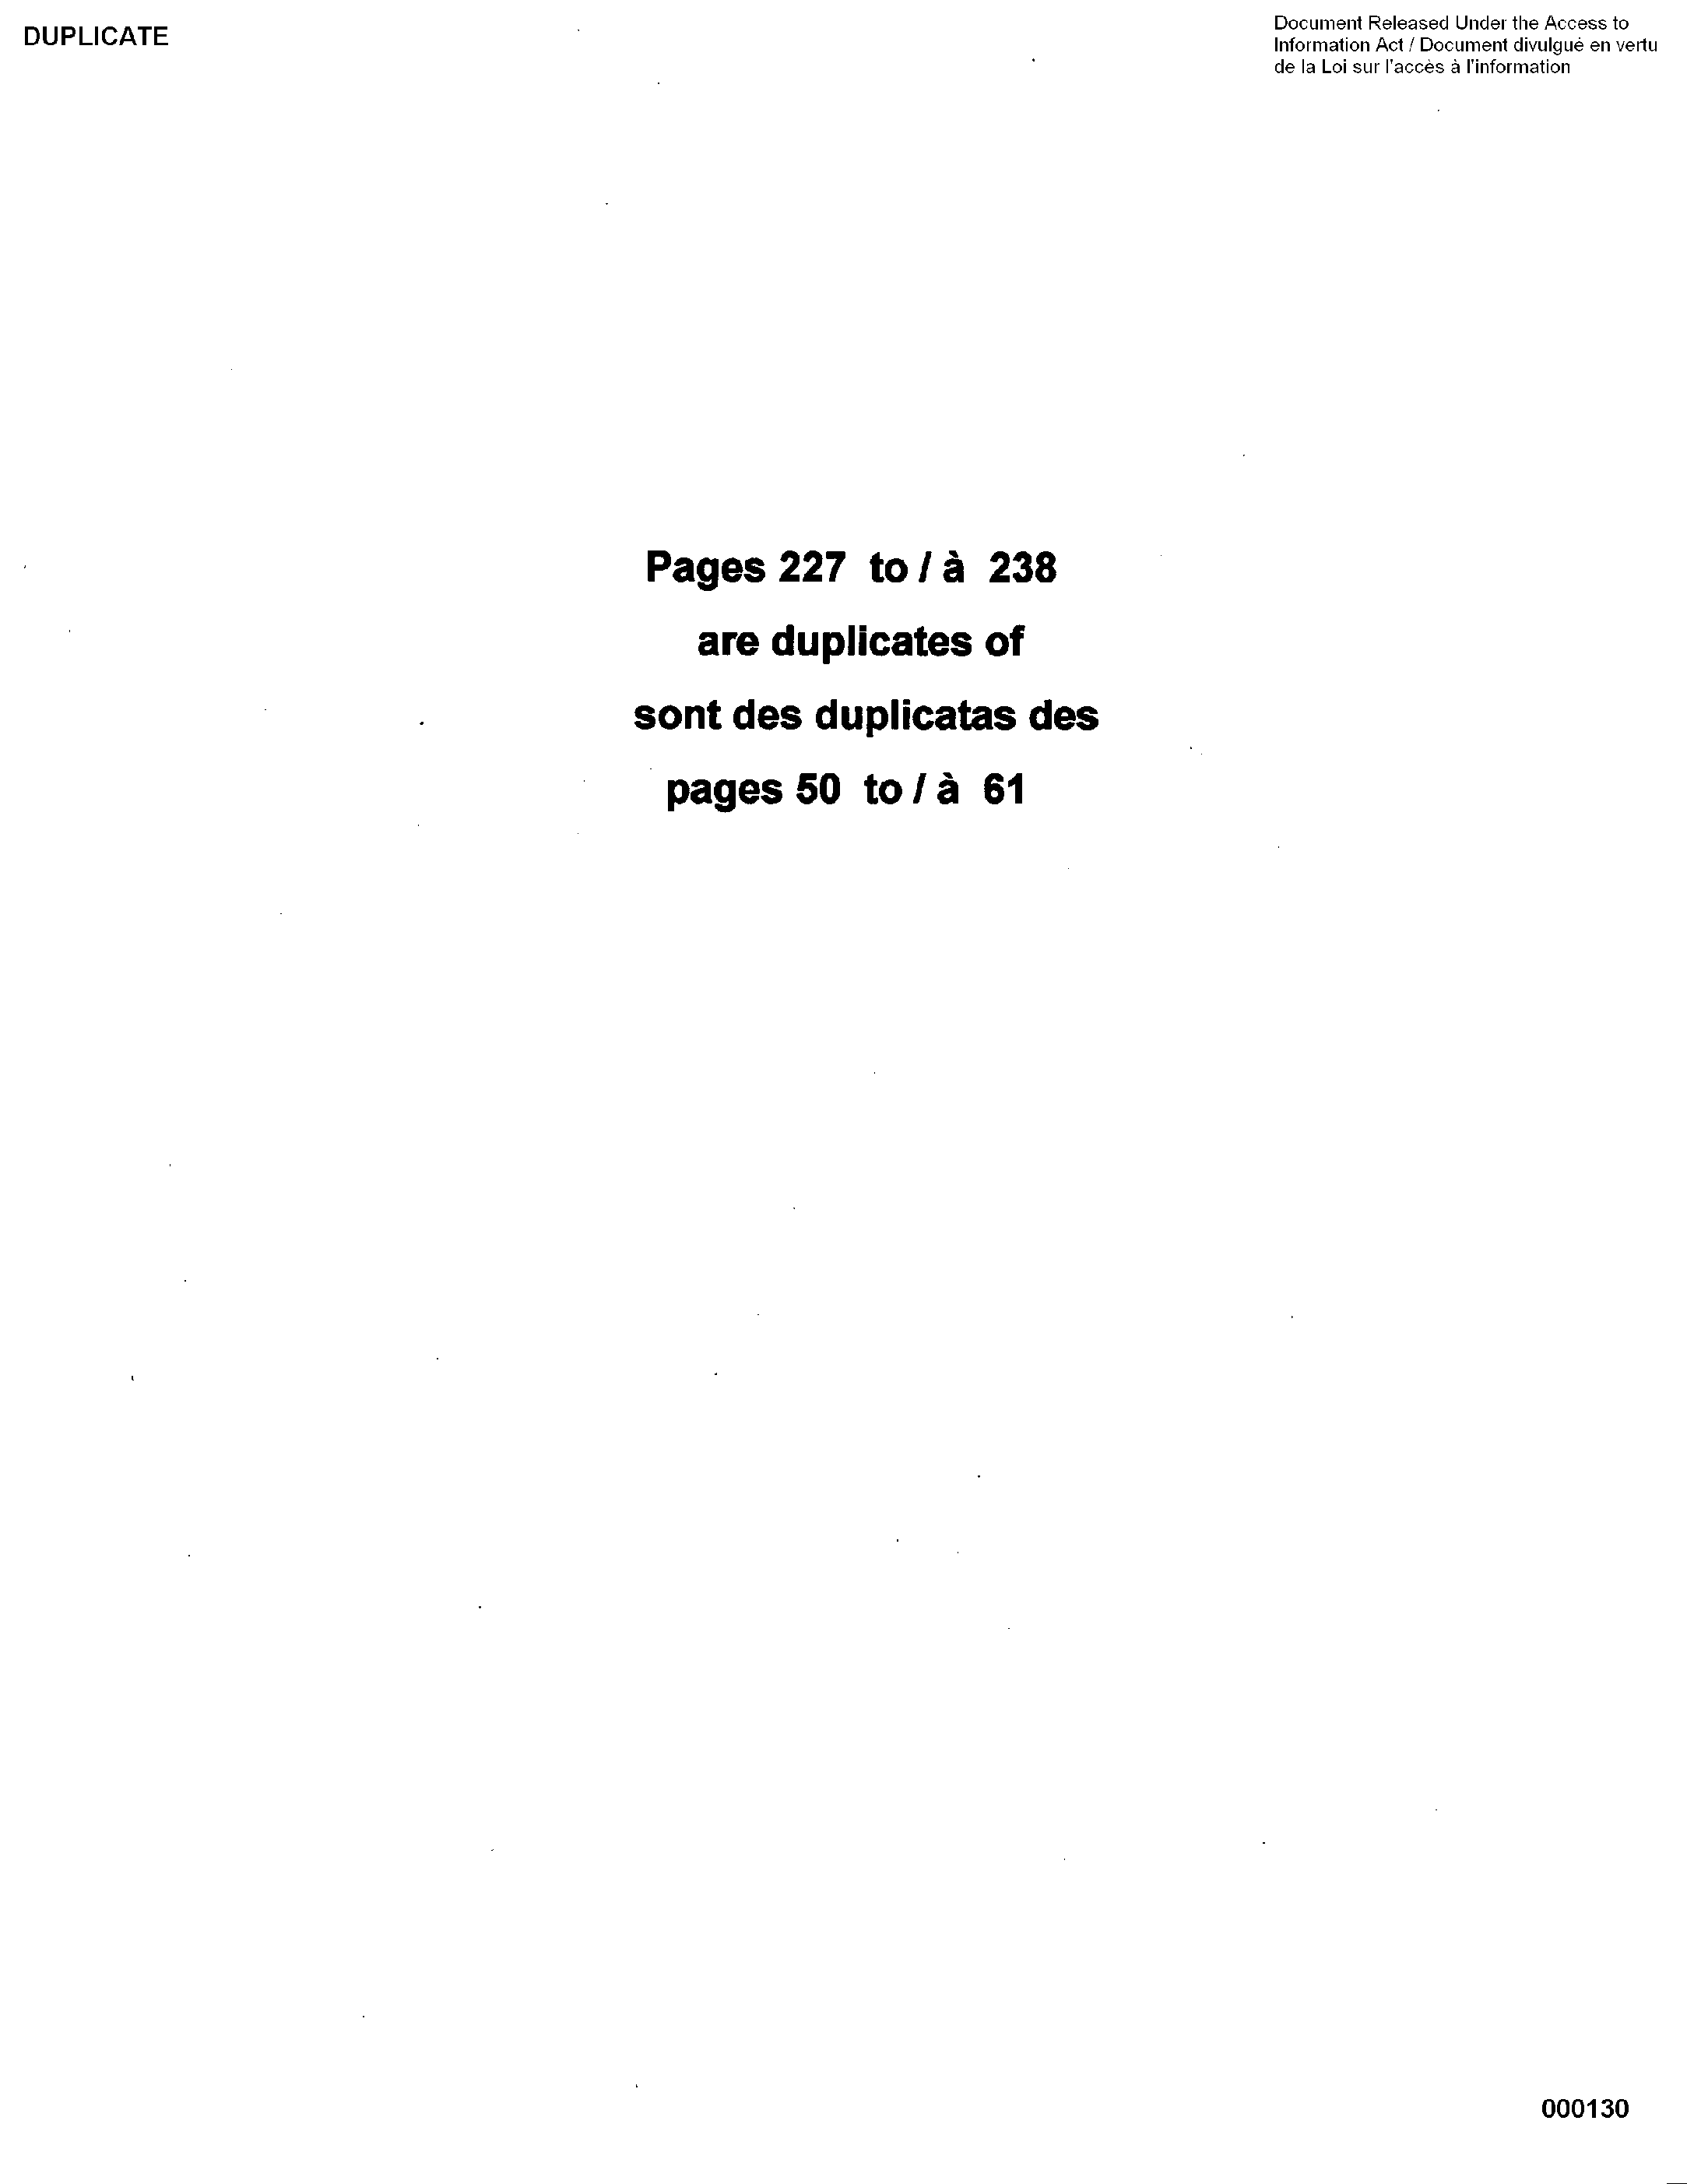 DUPLICATE
Document Released Under the Access to
Information Act / Document divulgué en vertu
de la Loi sur l'accès à l'information
Pages 227 to / à 238
are duplicates of
sont des duplicatas des
pages 50 to / à 61
000130